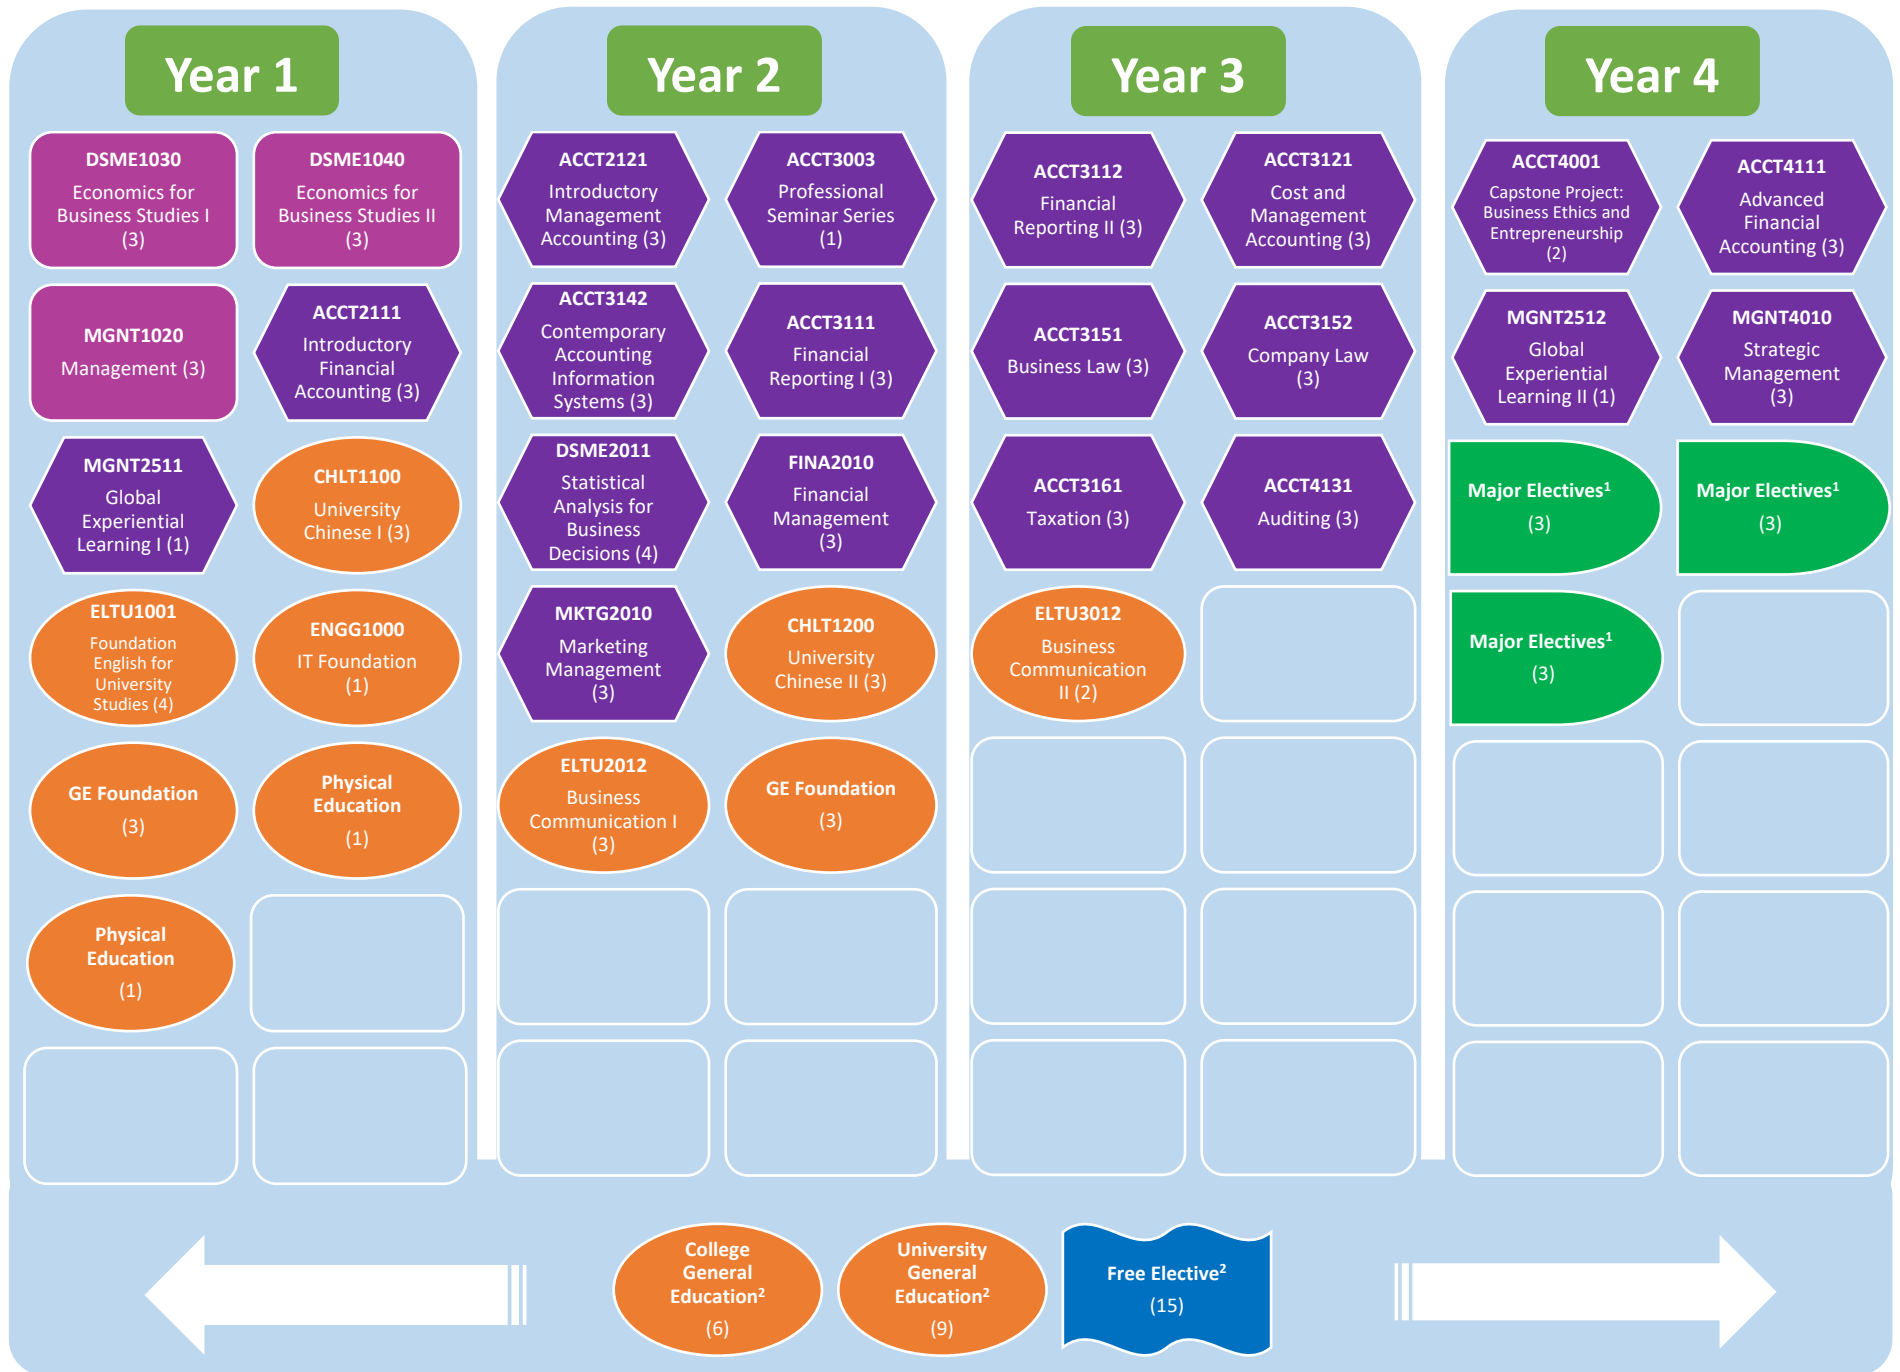 Year 1
DSME1030
Economics for
Business Studies I
(3)
DSME1040
Economics for
Business Studies II
(3)
MGNT1020
Management (3)
ACCT2111
Introductory
Financial
Accounting (3)
MGNT2511
Global
Experiential
Learning I (1)
CHLT1100
University
Chinese I (3)
ELTU1001
Foundation
English for
University
Studies (4)
ENGG1000
IT Foundation
(1)
GE Foundation
(3)
Physical
Education
(1)
Physical
Education
(1)
Year 2
ACCT2121
Introductory
Management
Accounting (3)
ACCT3003
Professional
Seminar Series
(1)
ACCT3142
Contemporary
Accounting
Information
Systems (3)
ACCT3111
Financial
Reporting I (3)
DSME2011
Statistical
Analysis for
Business
Decisions (4)
FINA2010
Financial
Management
(3)
MKTG2010
Marketing
Management
(3)
CHLT1200
University
Chinese II (3)
ELTU2012
Business
Communication I
(3)
GE Foundation
(3)
Year 3
ACCT3112
Financial
Reporting II (3)
ACCT3121
Cost and
Management
Accounting (3)
ACCT3151
Business Law (3)
ACCT3152
Company Law
(3)
ACCT3161
Taxation (3)
ACCT4131
Auditing (3)
ELTU3012
Business
Communication
II (2)
Year 4
ACCT4001
Capstone Project:
Business Ethics and
Entrepreneurship
(2)
ACCT4111
Advanced
Financial
Accounting (3)
MGNT2512
Global
Experiential
Learning II (1)
MGNT4010
Strategic
Management
(3)
Major Electives¹
(3)
Major Electives¹
(3)
Major Electives¹
(3)
College
General
Education²
(6)
University
General
Education²
(9)
Free Elective²
(15)